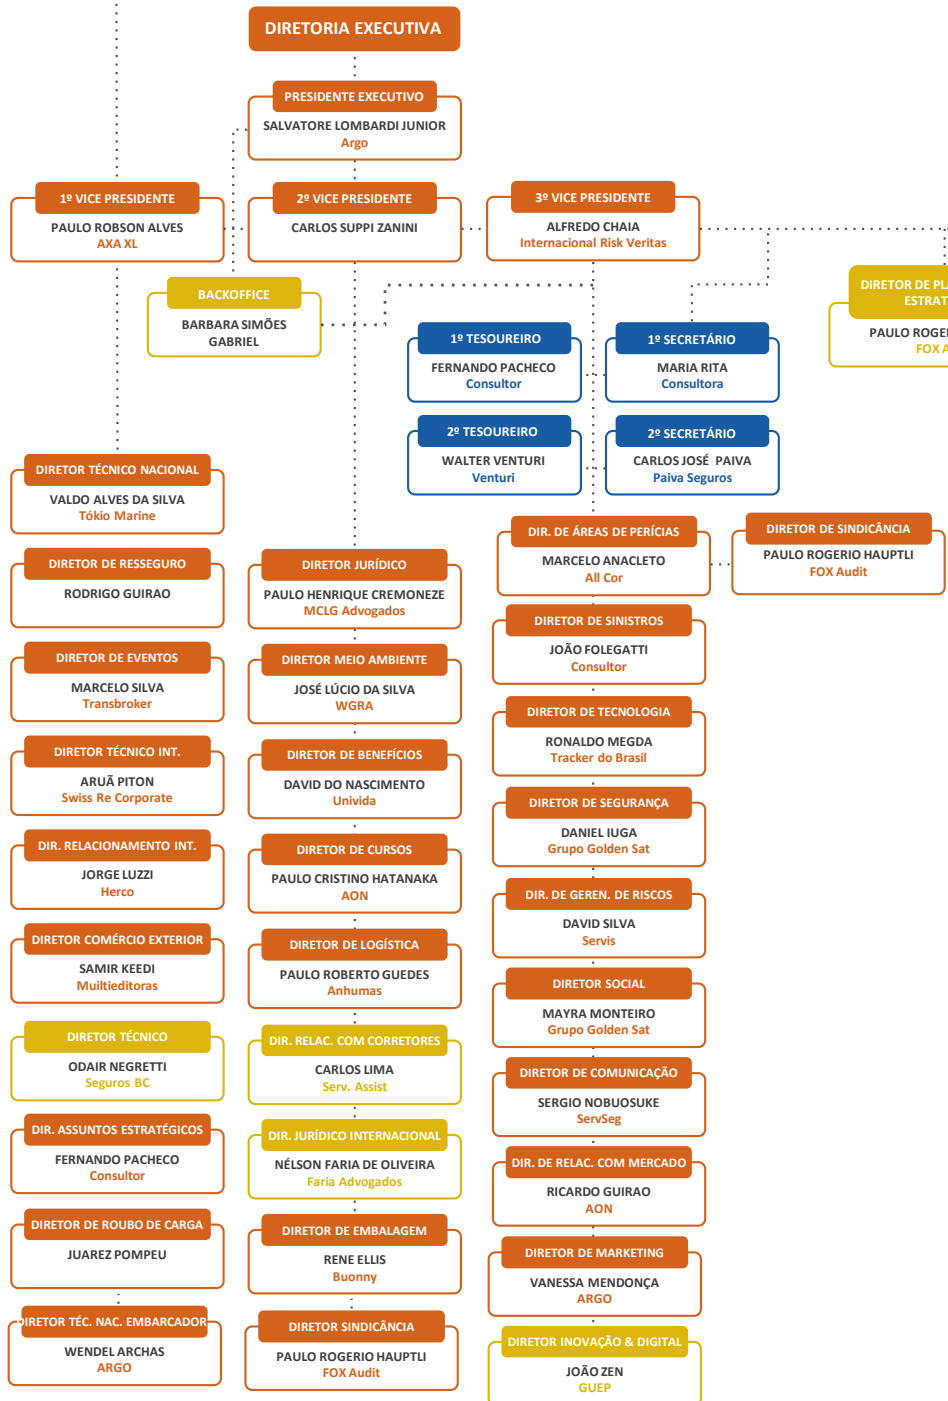 DIRETORIA EXECUTIVA
PRESIDENTE EXECUTIVO
SALVATORE LOMBARDI JUNIOR
Argo
1º VICE PRESIDENTE
PAULO ROBSON ALVES
AXA XL
2º VICE PRESIDENTE
CARLOS SUPPI ZANINI
3º VICE PRESIDENTE
ALFREDO CHAIA
Internacional Risk Veritas
BACKOFFICE
BARBARA SIMÕES
GABRIEL
DIRETOR DE PLA
ESTRAT
PAULO ROGER
FOX A
1º TESOUREIRO
FERNANDO PACHECO
Consultor
1º SECRETÁRIO
MARIA RITA
Consultora
2º TESOUREIRO
WALTER VENTURI
Venturi
2º SECRETÁRIO
CARLOS JOSÉ PAIVA
Paiva Seguros
DIRETOR TÉCNICO NACIONAL
VALDO ALVES DA SILVA
Tókio Marine
DIRETOR DE RESSEGURO
RODRIGO GUIRAO
DIRETOR DE EVENTOS
MARCELO SILVA
Transbroker
DIRETOR TÉCNICO INT.
ARUÃ PITON
Swiss Re Corporate
DIR. RELACIONAMENTO INT.
JORGE LUZZI
Herco
DIRETOR COMÉRCIO EXTERIOR
SAMIR KEEDI
Muiltieditoras
DIRETOR TÉCNICO
ODAIR NEGRETTI
Seguros BC
DIR. ASSUNTOS ESTRATÉGICOS
FERNANDO PACHECO
Consultor
DIRETOR DE ROUBO DE CARGA
JUAREZ POMPEU
DIRETOR TÉC. NAC. EMBARCADOR
WENDEL ARCHAS
ARGO
DIRETOR JURÍDICO
PAULO HENRIQUE CREMONEZE
MCLG Advogados
DIRETOR MEIO AMBIENTE
JOSÉ LÚCIO DA SILVA
WGRA
DIRETOR DE BENEFÍCIOS
DAVID DO NASCIMENTO
Univida
DIRETOR DE CURSOS
PAULO CRISTINO HATANAKA
AON
DIRETOR DE LOGÍSTICA
PAULO ROBERTO GUEDES
Anhumas
DIR. RELAC. COM CORRETORES
CARLOS LIMA
Serv. Assist
DIR. JURÍDICO INTERNACIONAL
NÉLSON FARIA DE OLIVEIRA
Faria Advogados
DIRETOR DE EMBALAGEM
RENE ELLIS
Buonny
DIRETOR SINDICÂNCIA
PAULO ROGERIO HAUPTLI
FOX Audit
DIR. DE ÁREAS DE PERÍCIAS
MARCELO ANACLETO
All Cor
DIRETOR DE SINDICÂNCIA
PAULO ROGERIO HAUPTLI
FOX Audit
DIRETOR DE SINISTROS
JOÃO FOLEGATTI
Consultor
DIRETOR DE TECNOLOGIA
RONALDO MEGDA
Tracker do Brasil
DIRETOR DE SEGURANÇA
DANIEL IUGA
Grupo Golden Sat
DIR. DE GEREN. DE RISCOS
DAVID SILVA
Servis
DIRETOR SOCIAL
MAYRA MONTEIRO
Grupo Golden Sat
DIRETOR DE COMUNICAÇÃO
SERGIO NOBUOSUKE
ServSeg
DIR. DE RELAC. COM MERCADO
RICARDO GUIRAO
AON
DIRETOR DE MARKETING
VANESSA MENDONÇA
ARGO
DIRETOR INOVAÇÃO & DIGITAL
JOÃO ZEN
GUEP